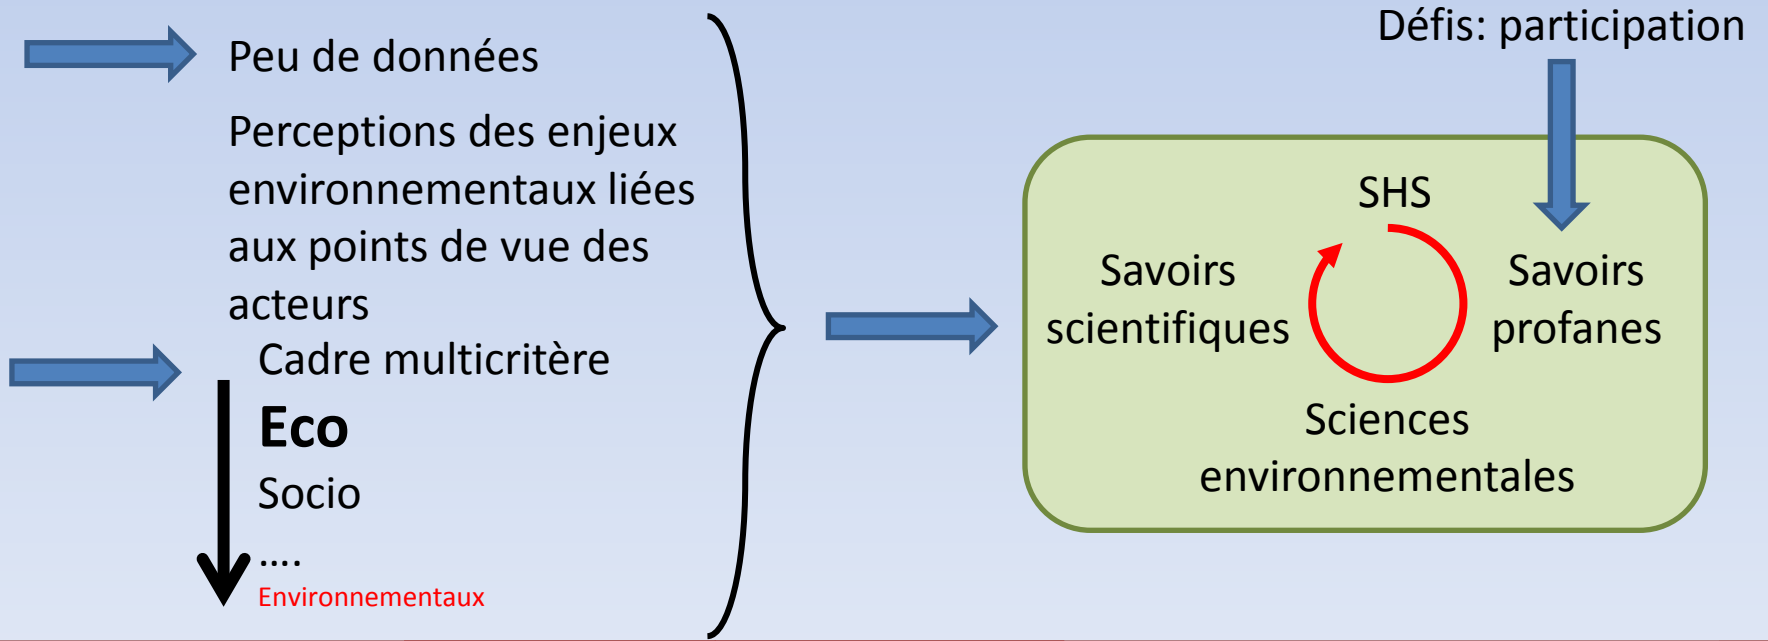 Peu de données
Perceptions des enjeux
environnementaux liées
aux points de vue des
acteurs
Cadre multicritère
Eco
Socio
....
Environnementaux
Défis: participation
SHS
Savoirs
scientifiques
Savoirs
profanes
Sciences
environnementales